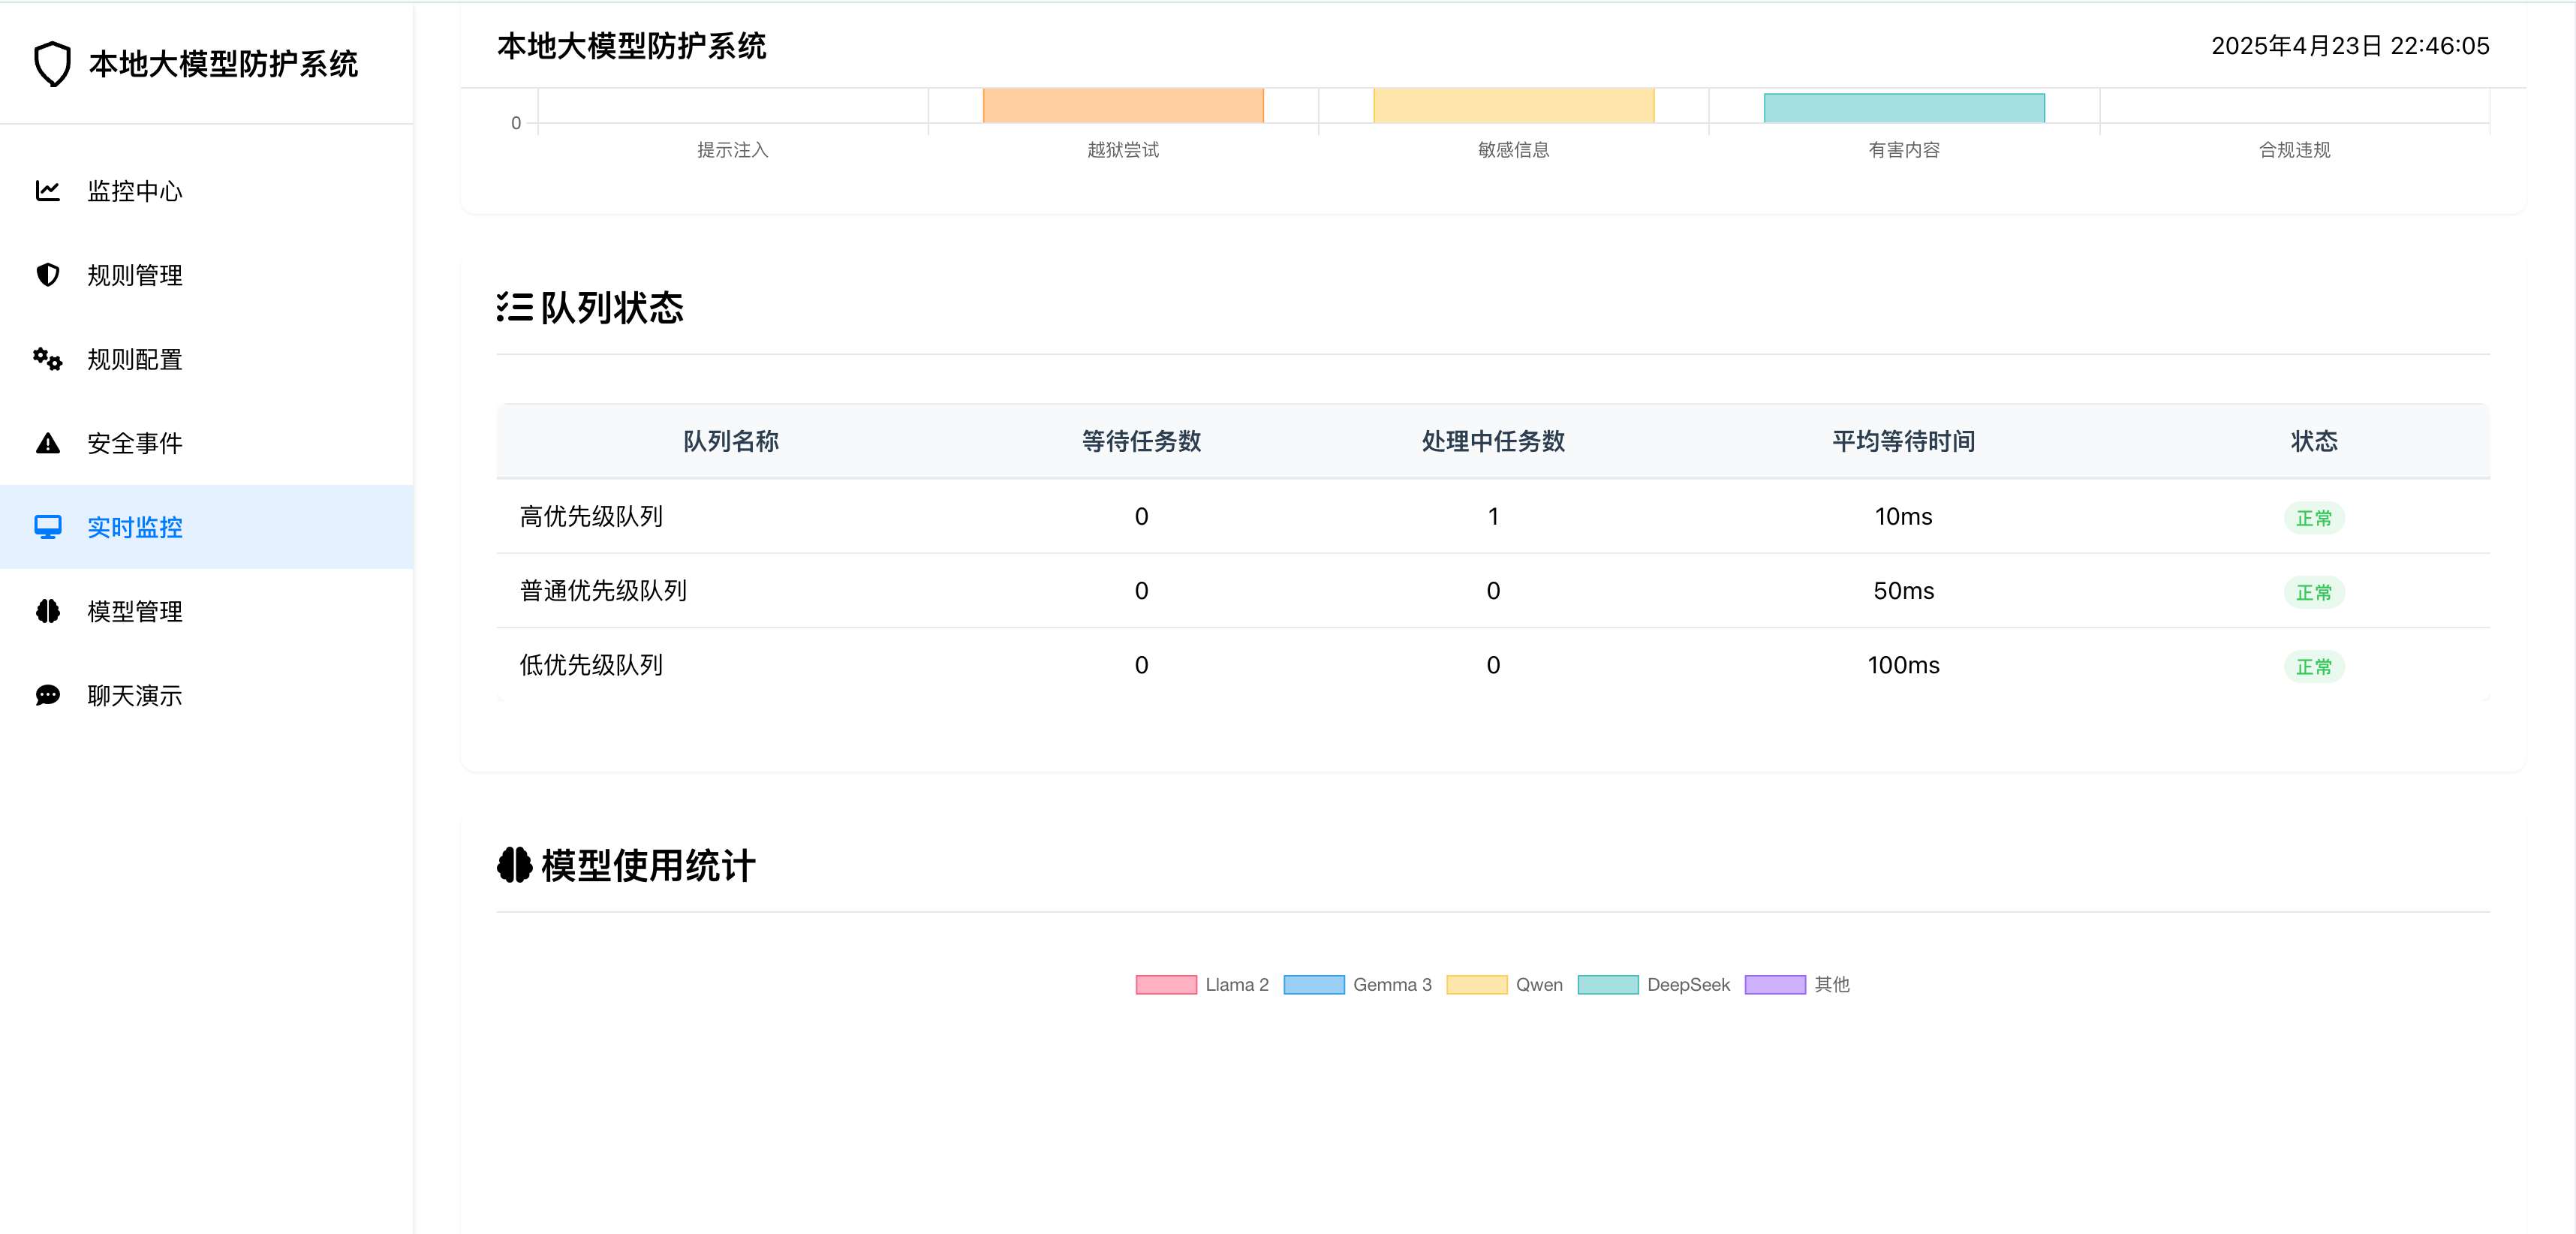 本地大模型防护系统
监控中心
规则管理
规则配置
安全事件
实时监控
模型管理
聊天演示
本地大模型防护系统 2025年4月23日 22:46:05
0
提示注入 越狱尝试 敏感信息 有害内容 合规违规
队列状态
队列名称 等待任务数 处理中任务数 平均等待时间 状态
高优先级队列 0 1 10ms 正常
普通优先级队列 0 0 50ms 正常
低优先级队列 0 0 100ms 正常
模型使用统计
Llama 2 Gemma 3 Qwen DeepSeek 其他